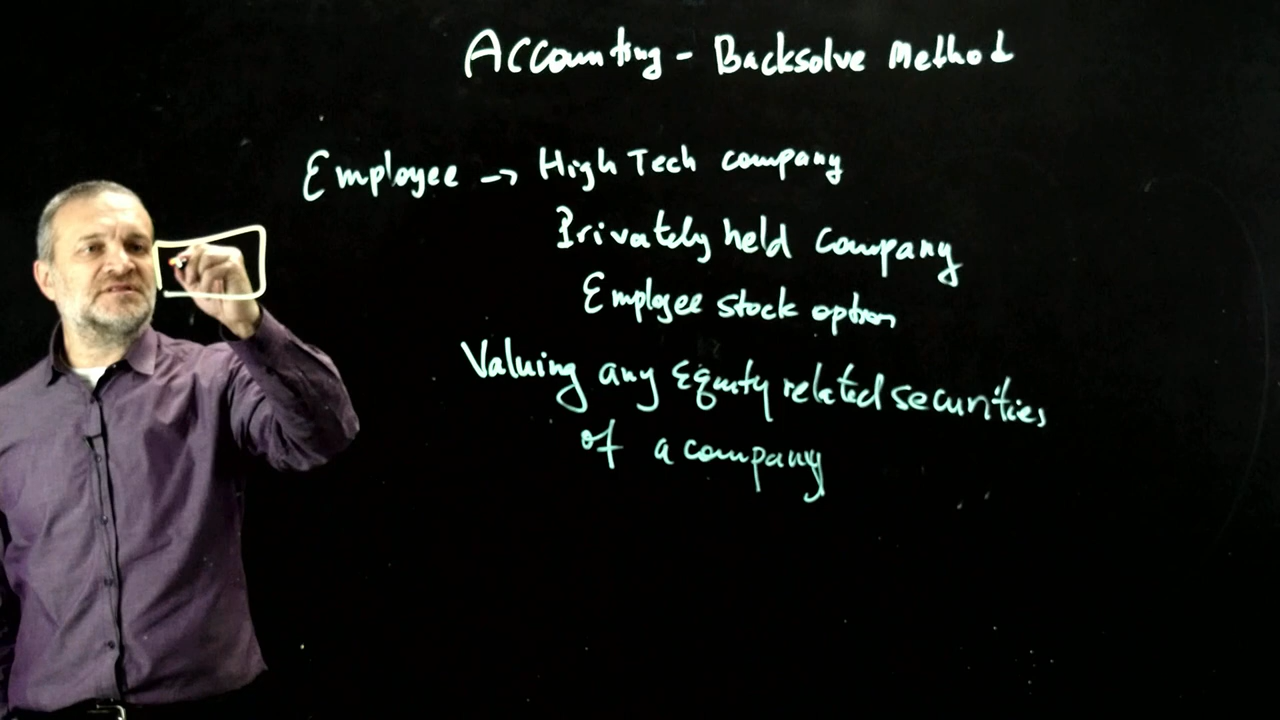 Accounting - Backsolve Method
Employee → High Tech company
Privately held company
Employee stock option
Valuing any Equity related securities
of a company